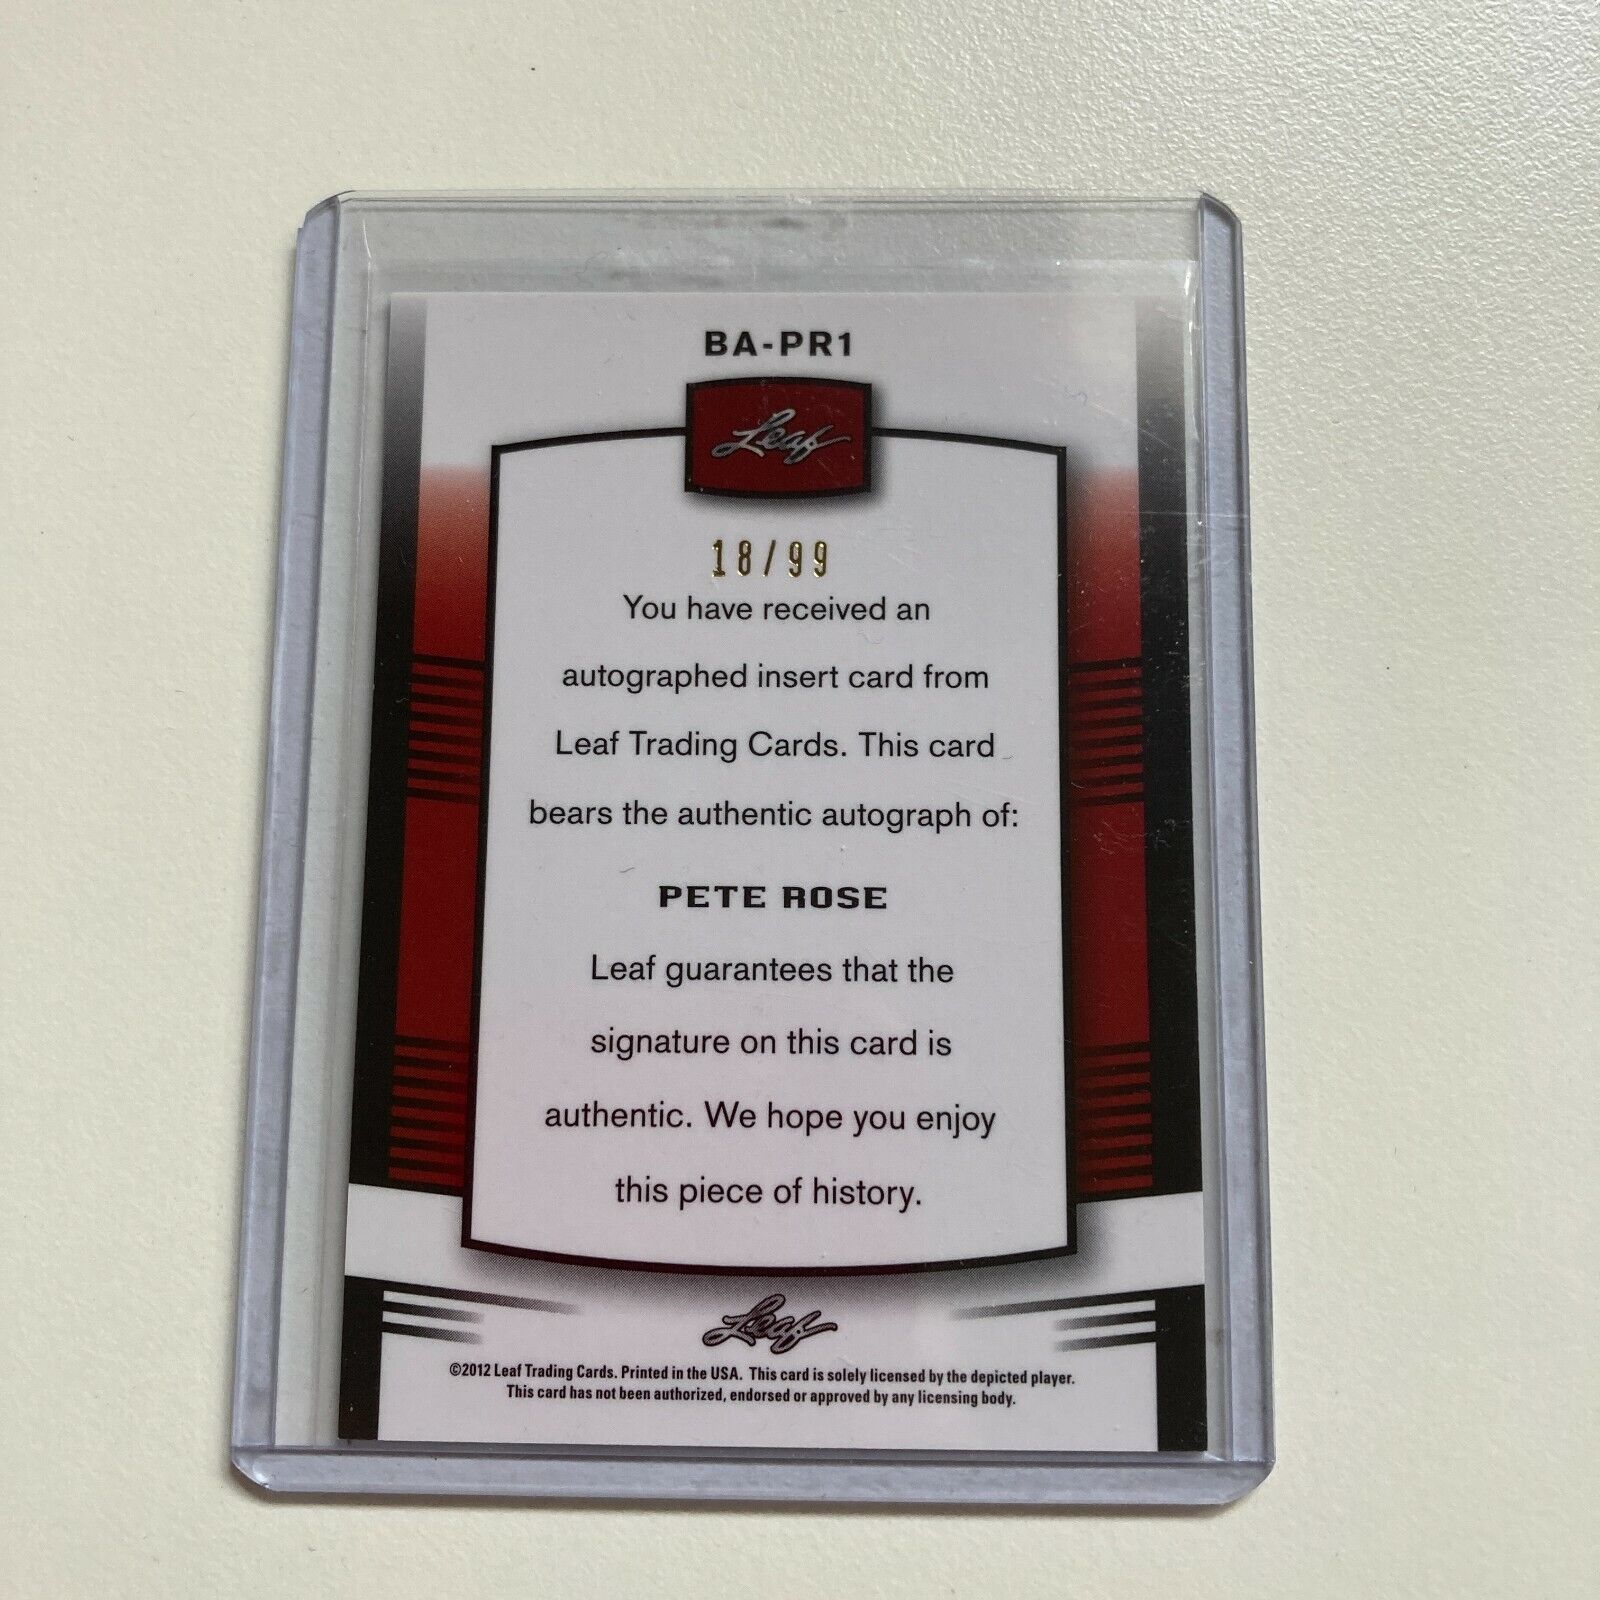 BA-PR1
Leaf
18/99
You have received an
autographed insert card from
Leaf Trading Cards. This card
bears the authentic autograph of:
PETE ROSE
Leaf guarantees that the
signature on this card is
authentic. We hope you enjoy
this piece of history.
Leaf
©2012 Leaf Trading Cards. Printed in the USA. This card is solely licensed by the depicted player.
This card has not been authorized, endorsed or approved by any licensing body.